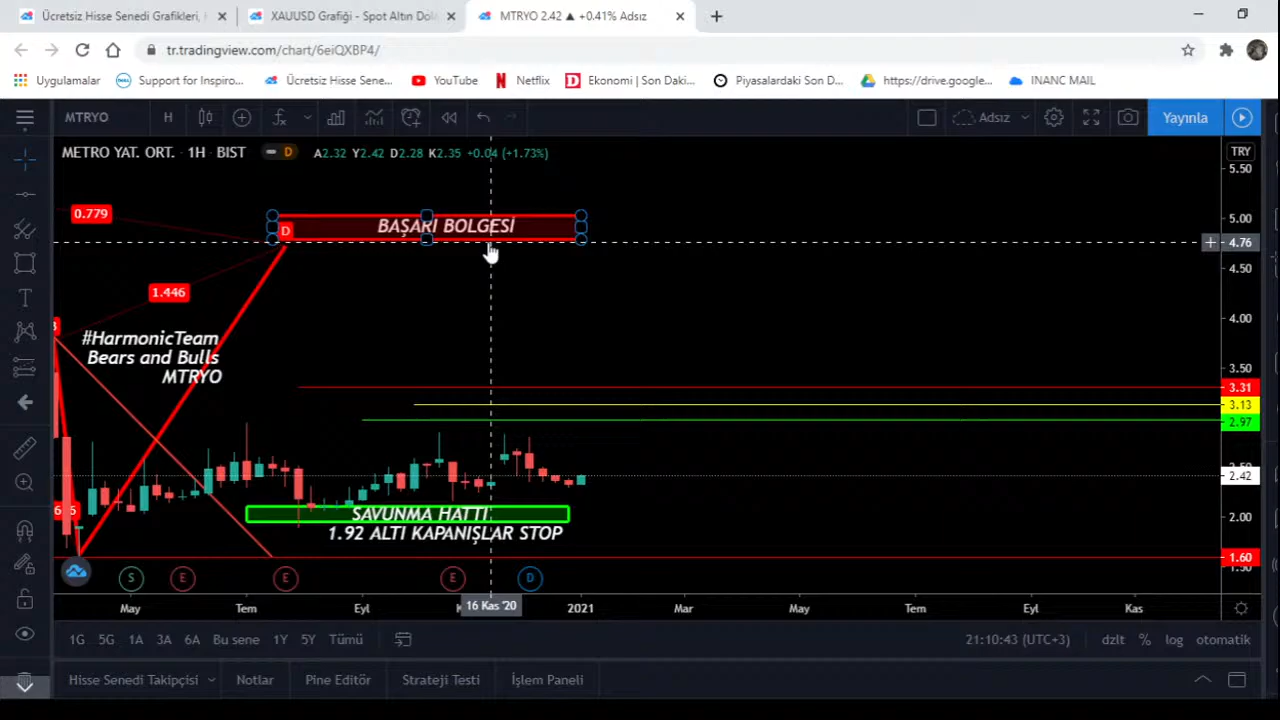 Ücretsiz Hisse Senedi Grafikleri,
XAUUSD Grafiği - Spot Altın Dol
MTRYO 2.42 ▲ +0.41% Adsız
tr.tradingview.com/chart/6eiQXBP4/
Uygulamalar
Support for Inspiro...
Ücretsiz Hisse Sene...
YouTube
Netflix
Ekonomi | Son Daki...
Piyasalardaki Son D...
https://drive.google...
INANC MAIL
MTRYO
H
Adsız
Yayınla
METRO YAT. ORT. · 1H · BIST
D
A2.32 Y2.42 D2.28 K2.35 +0.04 (+1.73%)
TRY
5.50
0.779
5.00
BAŞARI BOLGESİ
D
4.76
4.50
1.446
4.00
#HarmonicTeam
Bears and Bulls
MTRYO
3.50
3.31
3.13
2.97
2.42
SAVUNMA HATTI
2.00
1.92 ALTI KAPANIŞLAR STOP
1.60
S
E
E
E
D
May
Tem
Eyl
16 Kas '20
2021
Mar
May
Tem
Eyl
Kas
1G 5G 1A 3A 6A Bu sene 1Y 5Y Tümü
21:10:43 (UTC+3)
dzlt % log otomatik
Hisse Senedi Takipçisi
Notlar
Pine Editör
Strateji Testi
İşlem Paneli